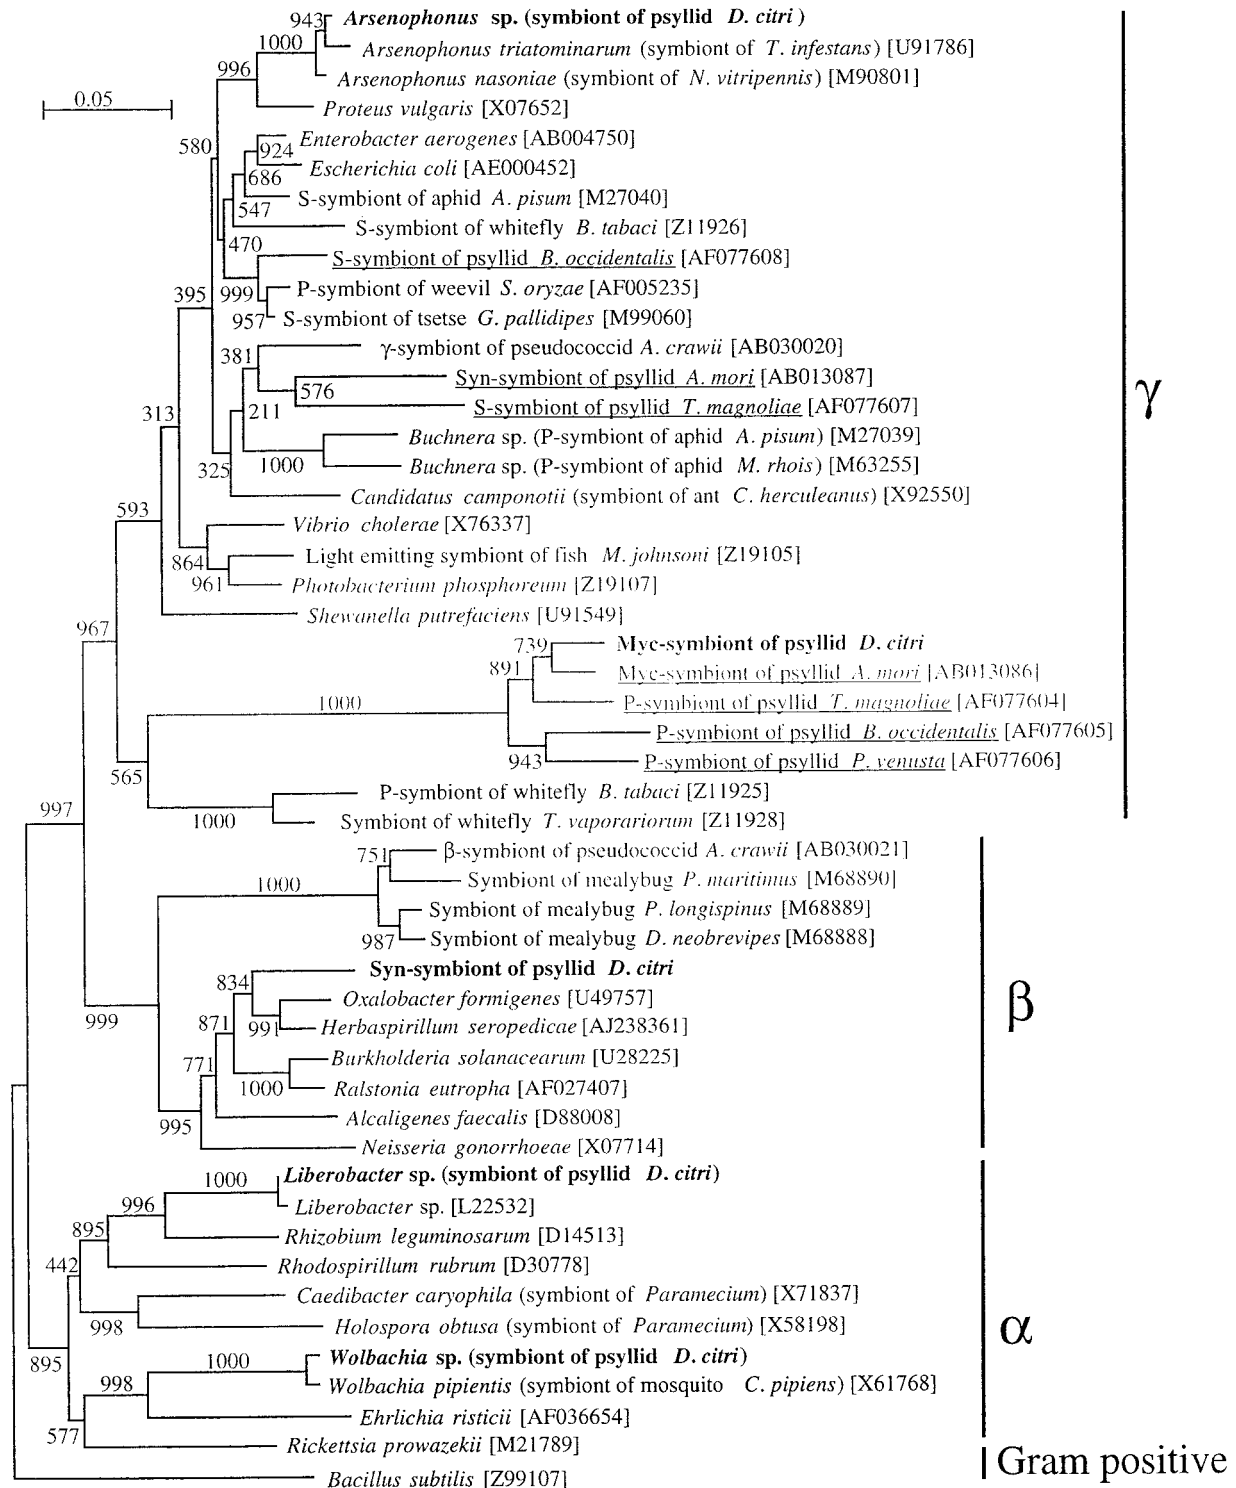 943 Arsenophonus sp. (symbiont of psyllid D. citri)
1000 Arsenophonus triatominarum (symbiont of T. infestans) [U91786]
996 Arsenophonus nasoniae (symbiont of N. vitripennis) [M90801]
0.05 Proteus vulgaris [X07652]
580 Enterobacter aerogenes [AB004750]
924
Escherichia coli [AE000452]
686
S-symbiont of aphid A. pisum [M27040]
547
S-symbiont of whitefly B. tabaci [Z11926]
470
S-symbiont of psyllid B. occidentalis [AF077608]
395 999 P-symbiont of weevil S. oryzae [AF005235]
957 S-symbiont of tsetse G. pallidipes [M99060]
381 γ-symbiont of pseudococcid A. crawii [AB030020]
Syn-symbiont of psyllid A. mori [AB013087]
576
313 211 S-symbiont of psyllid T. magnoliae [AF077607]
γ
Buchnera sp. (P-symbiont of aphid A. pisum) [M27039]
325 1000 Buchnera sp. (P-symbiont of aphid M. rhois) [M63255]
Candidatus camponotii (symbiont of ant C. herculeanus) [X92550]
593 Vibrio cholerae [X76337]
864 Light emitting symbiont of fish M. johnsoni [Z19105]
961 Photobacterium phosphoreum [Z19107]
Shewanella putrefaciens [U91549]
967
739 Myc-symbiont of psyllid D. citri
891 Myc-symbiont of psyllid A. mori [AB013086]
1000 P-symbiont of psyllid T. magnoliae [AF077604]
P-symbiont of psyllid B. occidentalis [AF077605]
565 943 P-symbiont of psyllid P. venusta [AF077606]
P-symbiont of whitefly B. tabaci [Z11925]
997 1000 Symbiont of whitefly T. vaporariorum [Z11928]
751 β-symbiont of pseudococcid A. crawii [AB030021]
1000 Symbiont of mealybug P. maritimus [M68890]
Symbiont of mealybug P. longispinus [M68889]
987 Symbiont of mealybug D. neobrevipes [M68888]
834 Syn-symbiont of psyllid D. citri
Oxalobacter formigenes [U49757]
β
999 871 991 Herbaspirillum seropedicae [AJ238361]
771 Burkholderia solanacearum [U28225]
1000 Ralstonia eutropha [AF027407]
995 Alcaligenes faecalis [D88008]
Neisseria gonorrhoeae [X07714]
1000 Liberobacter sp. (symbiont of psyllid D. citri)
996 Liberobacter sp. [L22532]
895 Rhizobium leguminosarum [D14513]
442 Rhodospirillum rubrum [D30778]
Caedibacter caryophila (symbiont of Paramecium) [X71837]
998 Holospora obtusa (symbiont of Paramecium) [X58198]
α
895 1000 Wolbachia sp. (symbiont of psyllid D. citri)
998 Wolbachia pipientis (symbiont of mosquito C. pipiens) [X61768]
Ehrlichia risticii [AF036654]
577 Rickettsia prowazekii [M21789]
Gram positive
Bacillus subtilis [Z99107]